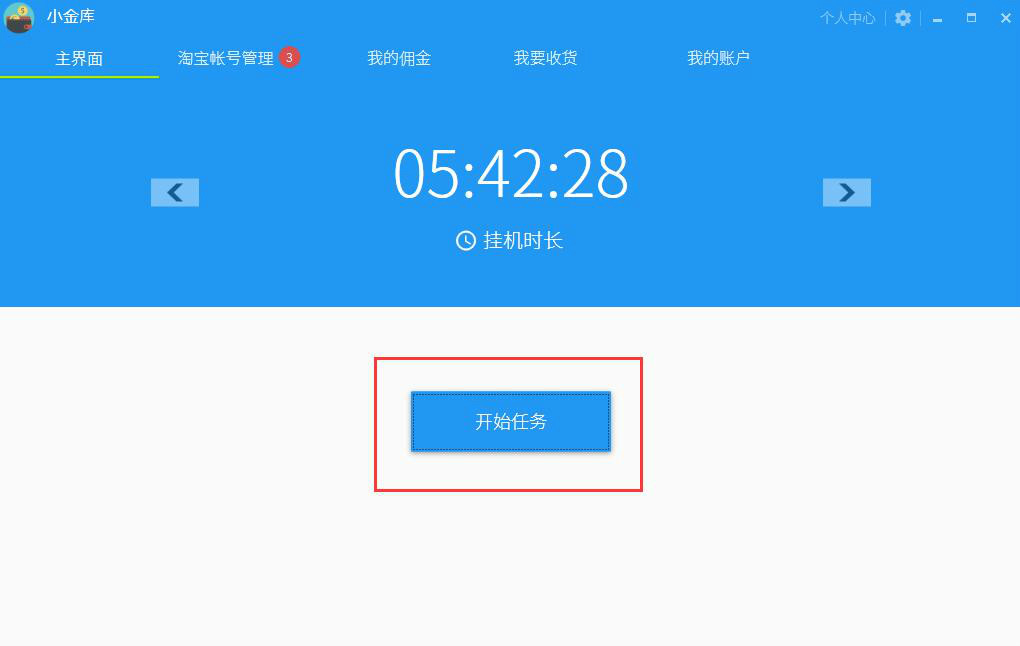 小金库
个人中心
主界面 淘宝帐号管理 3 我的佣金 我要收货 我的账户
05:42:28
挂机时长
开始任务